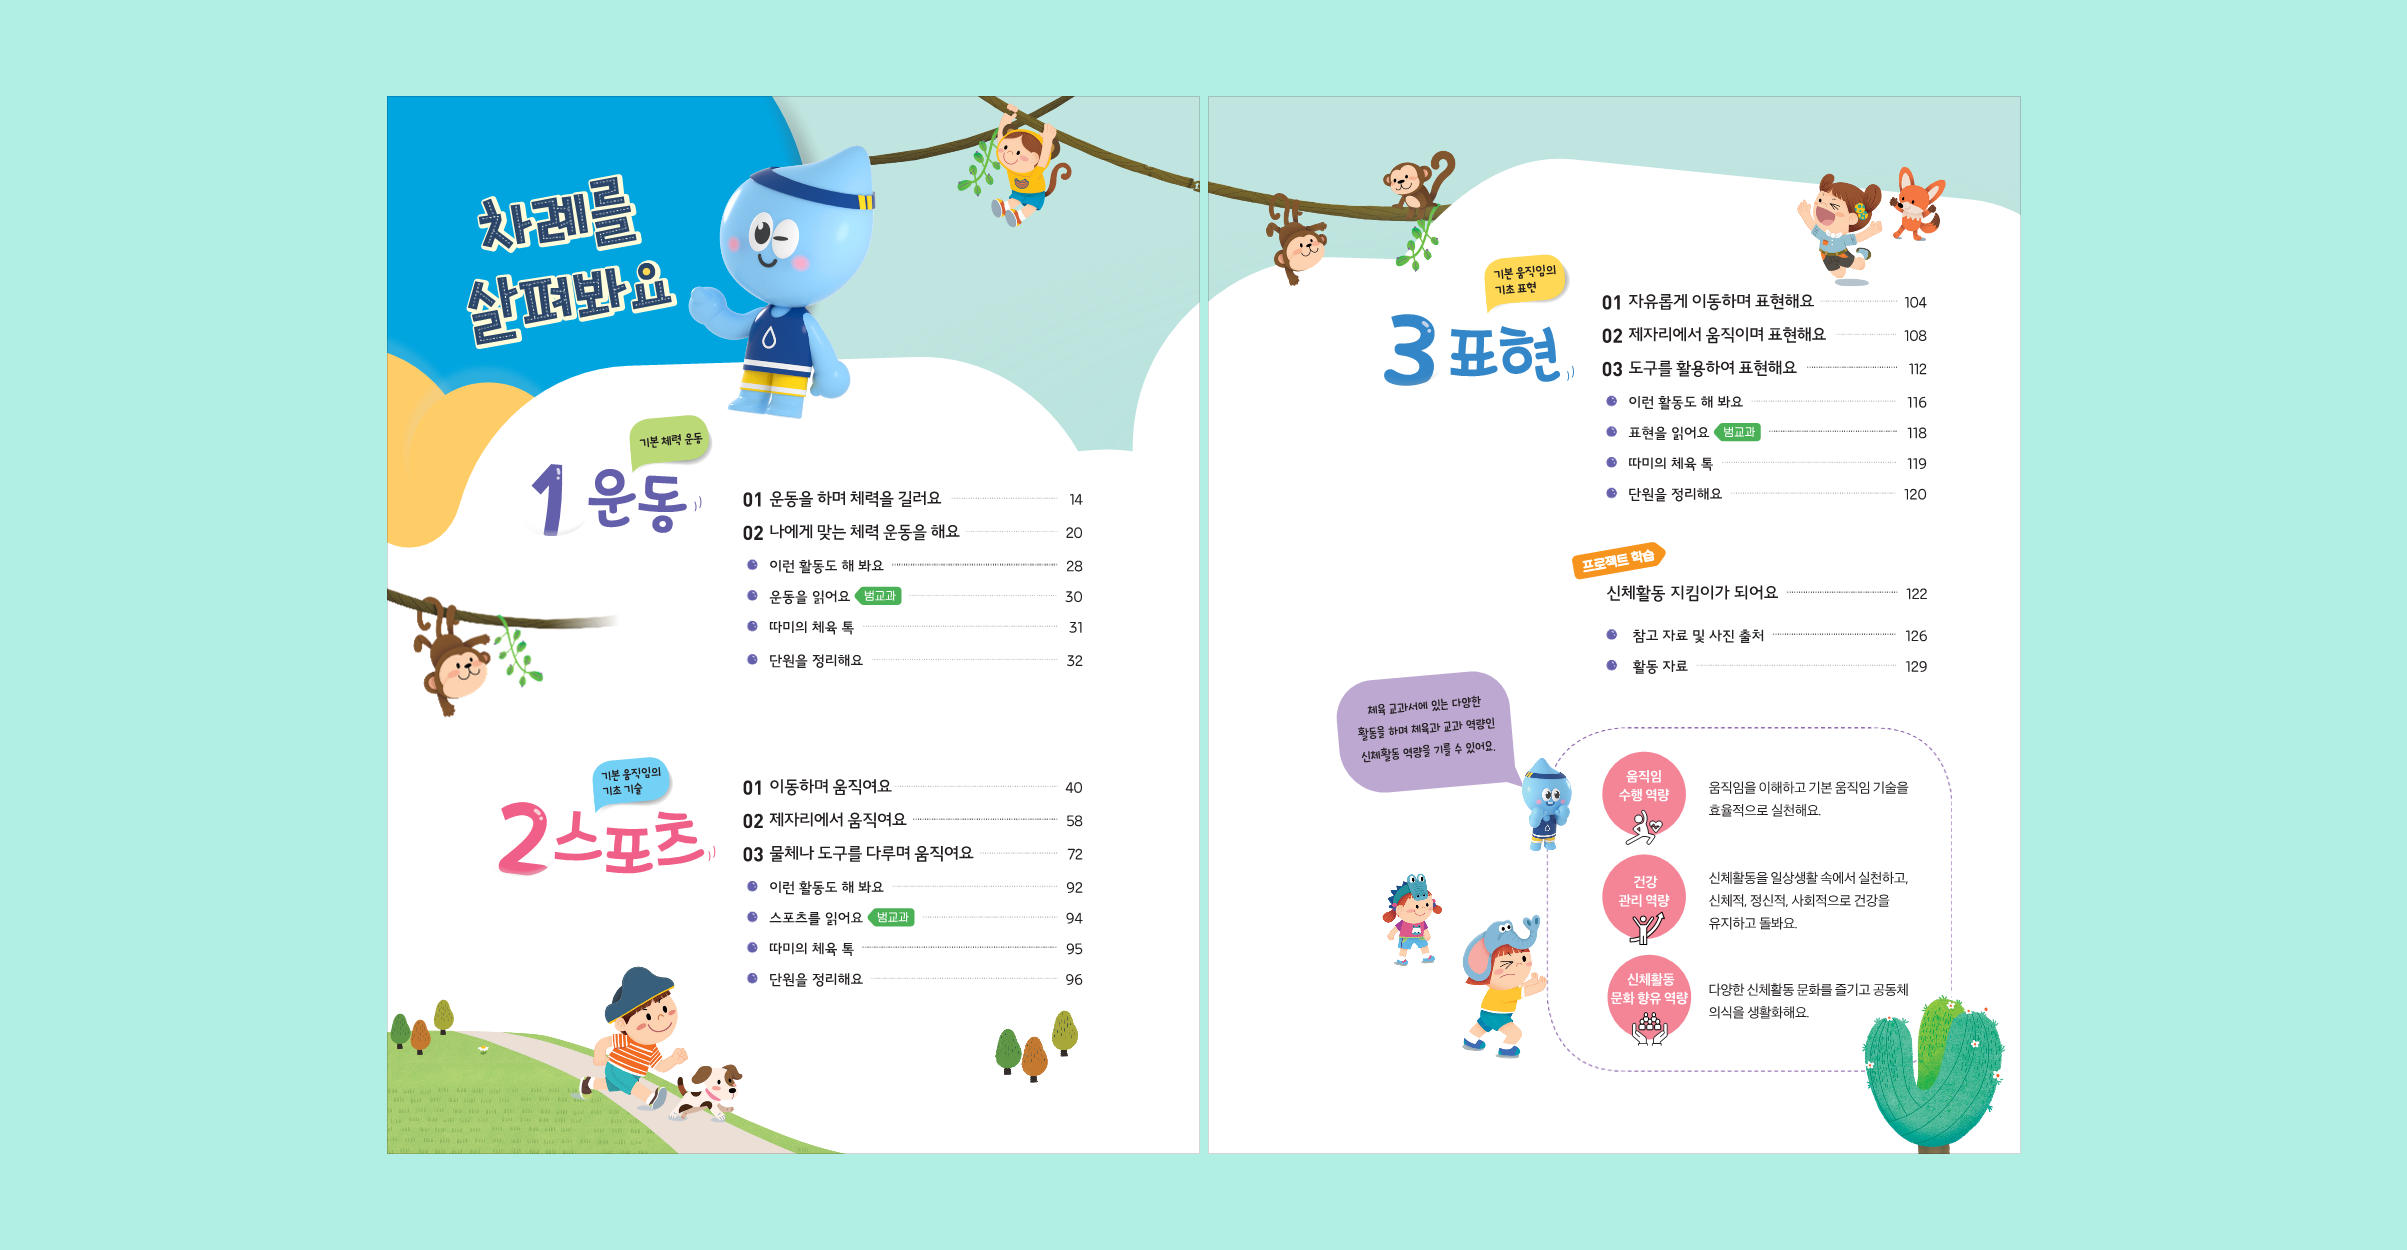 차례를
살펴봐요
기본 체력 운동
1 운동
01 운동을 하며 체력을 길러요 14
02 나에게 맞는 체력 운동을 해요 20
이런 활동도 해 봐요 28
운동을 읽어요 범교과 30
따미의 체육 톡 31
단원을 정리해요 32
기본 움직임의
기초 기술
2 스포츠
01 이동하며 움직여요 40
02 제자리에서 움직여요 58
03 물체나 도구를 다루며 움직여요 72
이런 활동도 해 봐요 92
스포츠를 읽어요 범교과 94
따미의 체육 톡 95
단원을 정리해요 96
기본 움직임의
기초 표현
3 표현
01 자유롭게 이동하며 표현해요 104
02 제자리에서 움직이며 표현해요 108
03 도구를 활용하여 표현해요 112
이런 활동도 해 봐요 116
표현을 읽어요 범교과 118
따미의 체육 톡 119
단원을 정리해요 120
프로젝트 학습
신체활동 지킴이가 되어요 122
참고 자료 및 사진 출처 126
활동 자료 129
체육 교과서에 있는 다양한
활동을 하며 체육과 교과 역량인
신체활동 역량을 기를 수 있어요.
움직임
수행 역량
움직임을 이해하고 기본 움직임 기술을
효율적으로 실천해요.
건강
관리 역량
신체활동을 일상생활 속에서 실천하고,
신체적, 정신적, 사회적으로 건강을
유지하고 돌봐요.
신체활동
문화 향유 역량
다양한 신체활동 문화를 즐기고 공동체
의식을 생활화해요.